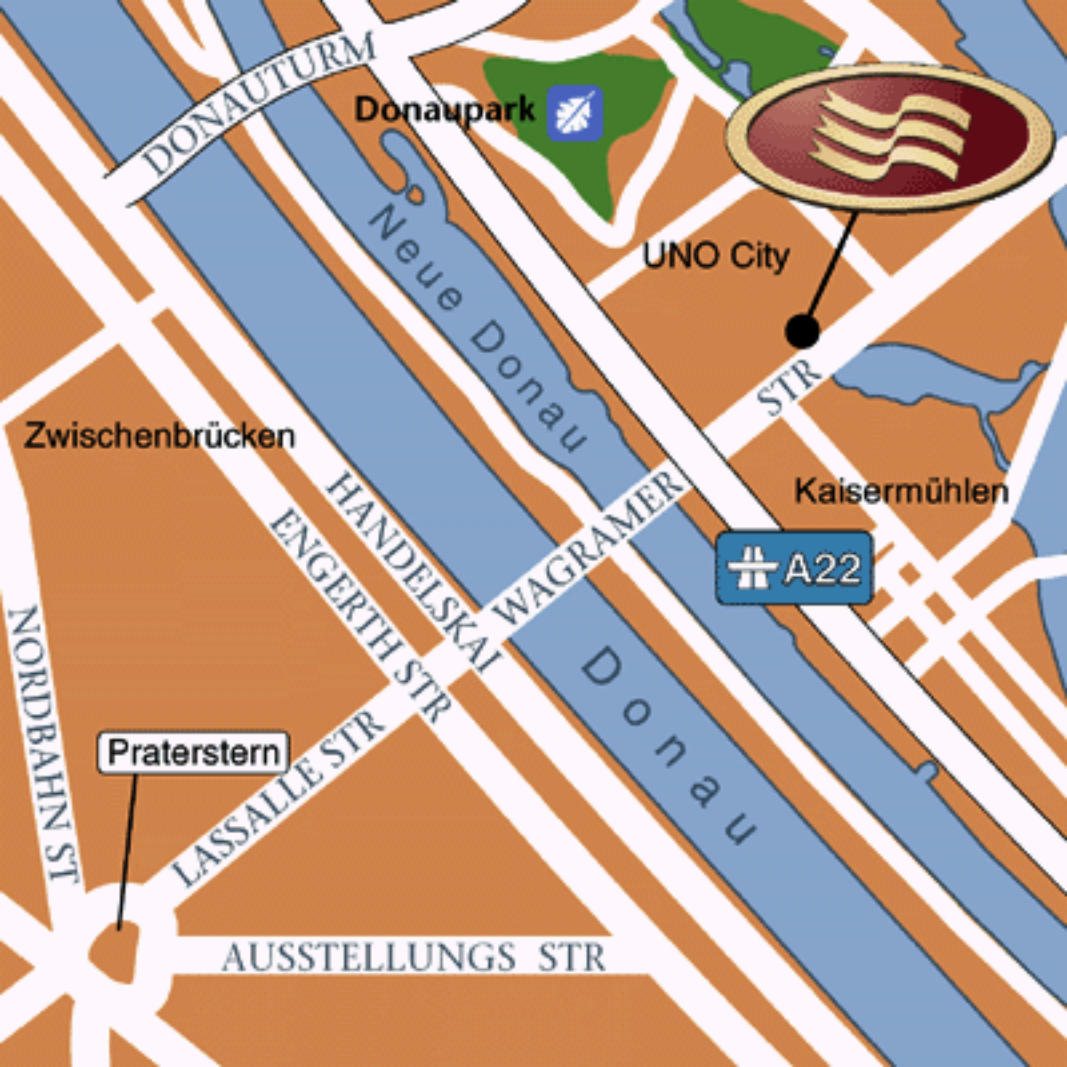 DONAUTURM
Donaupark
UNO City
Neue Donau
STR
Zwischenbrücken
Kaisermühlen
HANDELSKAI
WAGRAMER
ENGERTH STR
A22
NORDBAHN ST
Donau
Praterstern
LASSALLE STR
AUSSTELLUNGS STR